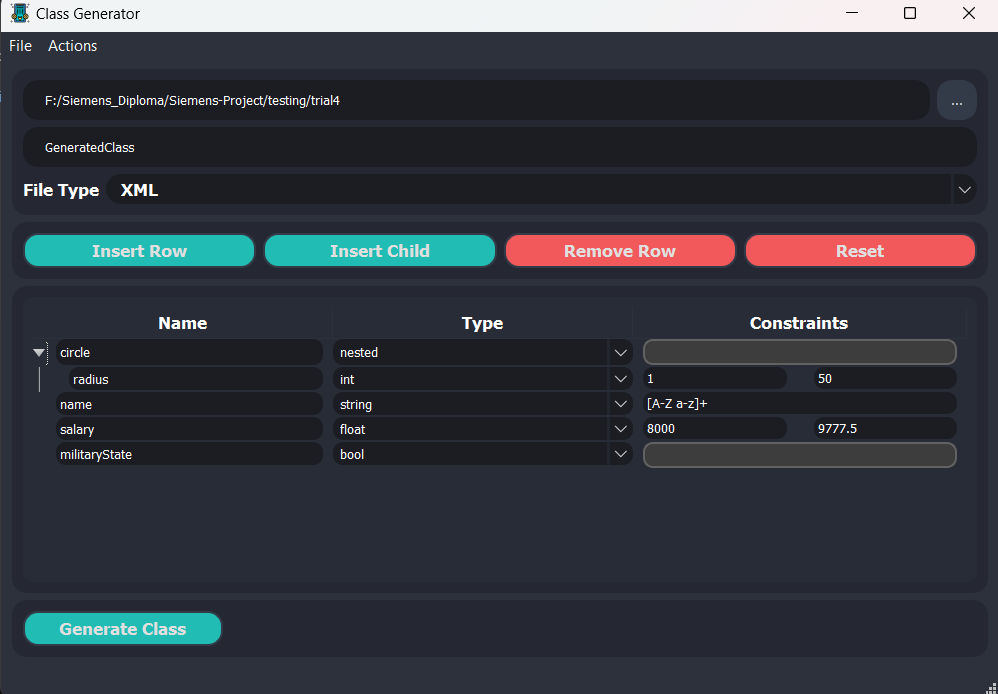 Class Generator
File Actions
F:/Siemens_Diploma/Siemens-Project/testing/trial4
...
GeneratedClass
File Type XML
Insert Row Insert Child Remove Row Reset
Name Type Constraints
circle nested
radius int 1 50
name string [A-Z a-z]+
salary float 8000 9777.5
militaryState bool
Generate Class